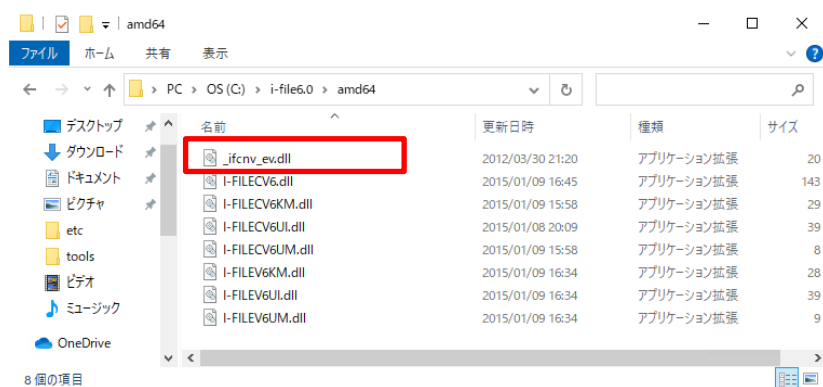 amd64
ファイル ホーム 共有 表示
PC > OS (C:) > i-file6.0 > amd64
デスクトップ
ダウンロード
ドキュメント
ピクチャ
etc
tools
ビデオ
ミュージック
OneDrive
名前 更新日時 種類 サイズ
_ifcnv_ev.dll 2012/03/30 21:20 アプリケーション拡張 20
I-FILECV6.dll 2015/01/09 16:45 アプリケーション拡張 143
I-FILECV6KM.dll 2015/01/09 15:58 アプリケーション拡張 29
I-FILECV6UI.dll 2015/01/08 20:09 アプリケーション拡張 39
I-FILECV6UM.dll 2015/01/09 15:58 アプリケーション拡張 8
I-FILEV6KM.dll 2015/01/09 16:34 アプリケーション拡張 28
I-FILEV6UI.dll 2015/01/09 16:34 アプリケーション拡張 39
I-FILEV6UM.dll 2015/01/09 16:34 アプリケーション拡張 9
8 個の項目